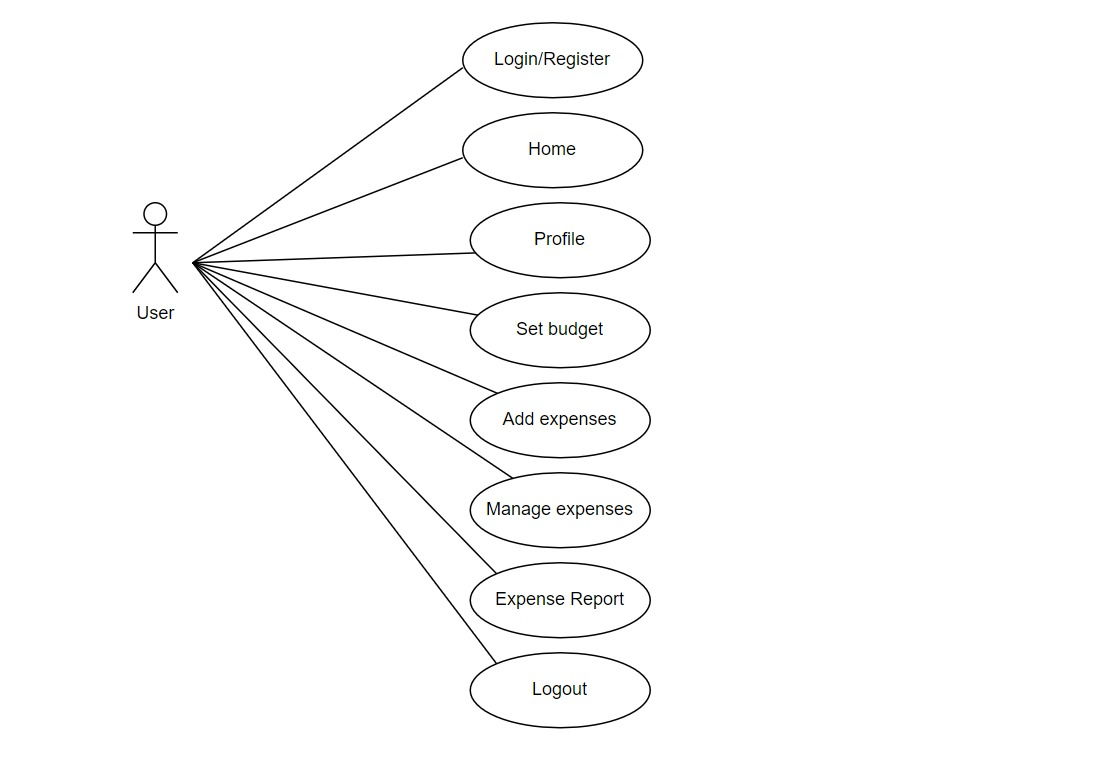 Login/Register
Home
Profile
User
Set budget
Add expenses
Manage expenses
Expense Report
Logout